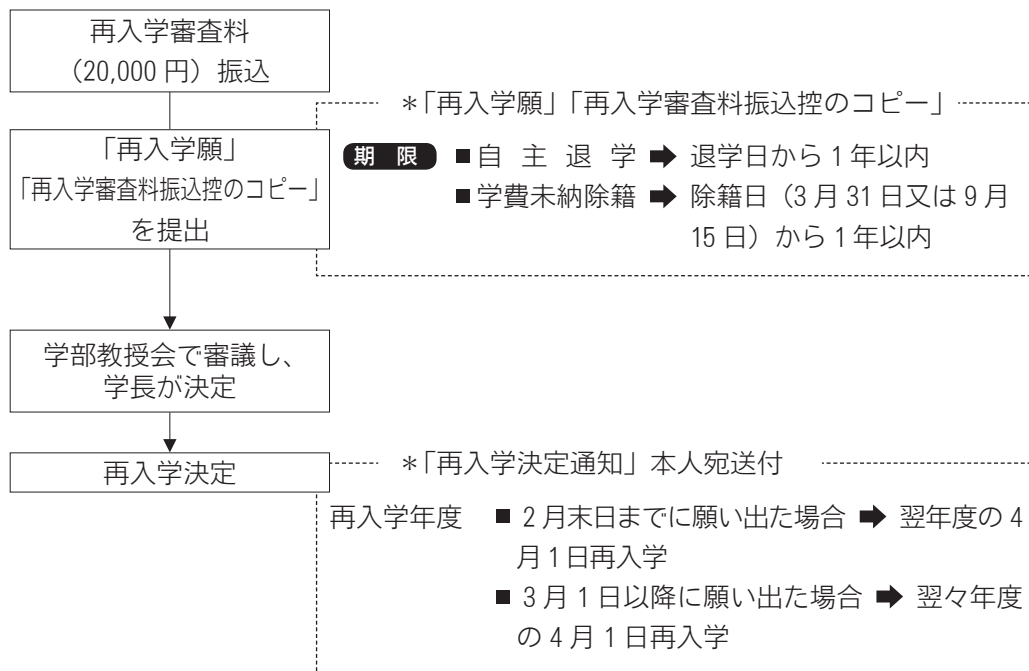 再入学審査料
（20,000 円）振込
＊「再入学願」「再入学審査料振込控のコピー」
「再入学願」
「再入学審査料振込控のコピー」
を提出
期 限 ■自 主 退 学 ➡ 退学日から 1 年以内
■学費未納除籍 ➡ 除籍日（3 月 31 日又は 9 月
15 日）から 1 年以内
学部教授会で審議し、
学長が決定
再入学決定
＊「再入学決定通知」本人宛送付
再入学年度 ■ 2 月末日までに願い出た場合 ➡ 翌年度の 4
月 1 日再入学
■ 3 月 1 日以降に願い出た場合 ➡ 翌々年度
の 4 月 1 日再入学